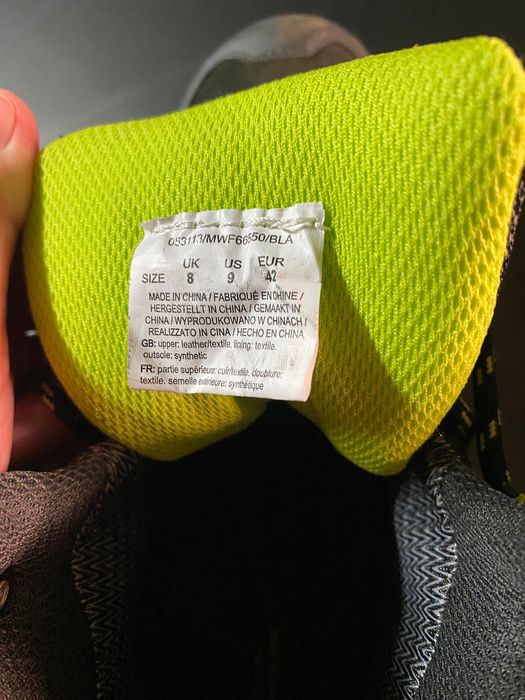 053113/MWF66550/BLA
UK US EUR
SIZE 8 9 42
MADE IN CHINA / FABRIQUÉ EN CHINE /
HERGESTELLT IN CHINA / GEMAAKT IN
CHINA / WYPRODUKOWANO W CHINACH /
REALIZZATO IN CINA / HECHO EN CHINA
GB: upper: leather/textile. lining: textile.
outsole: synthetic
FR: partie supérieure: cuir/textile. doublure:
textile. semelle extérieure: synthétique